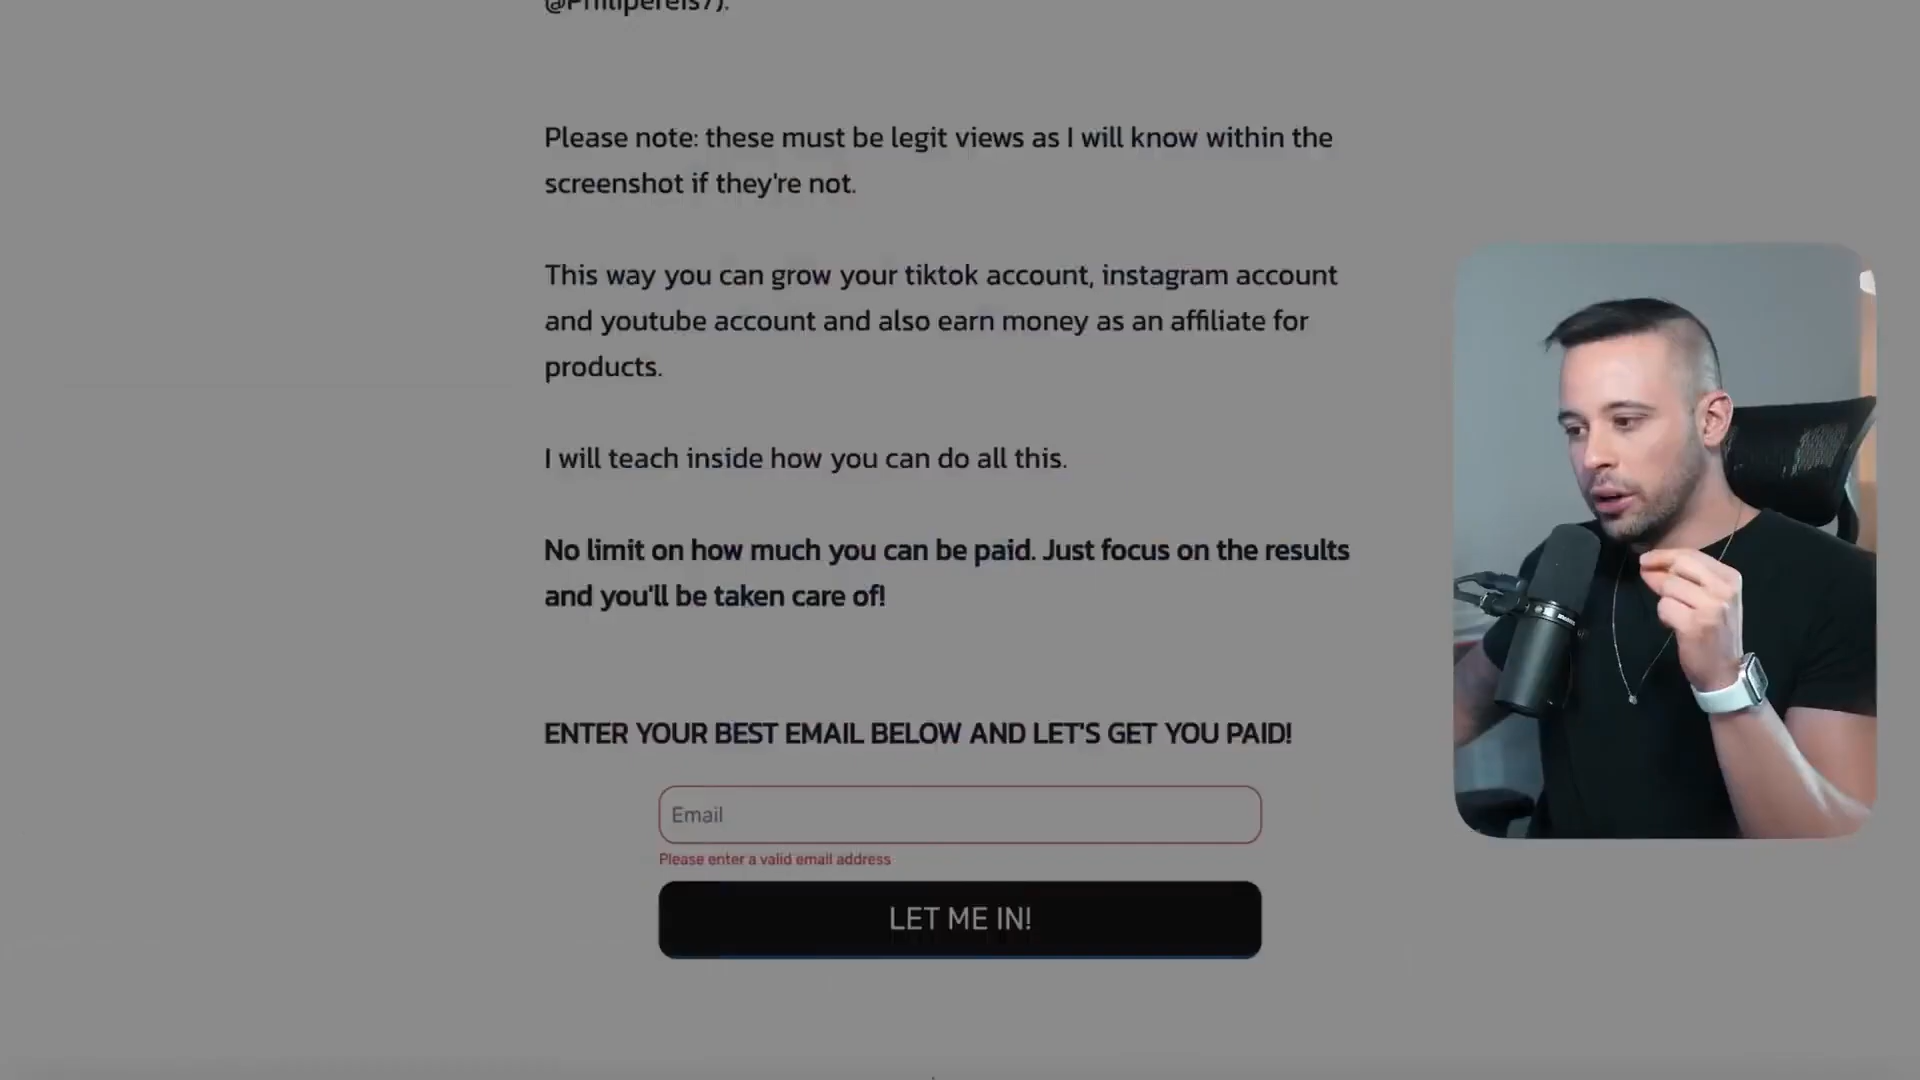 Please note: these must be legit views as I will know within the
screenshot if they're not.
This way you can grow your tiktok account, instagram account
and youtube account and also earn money as an affiliate for
products.
I will teach inside how you can do all this.
No limit on how much you can be paid. Just focus on the results
and you'll be taken care of!
ENTER YOUR BEST EMAIL BELOW AND LET'S GET YOU PAID!
Email
Please enter a valid email address
LET ME IN!